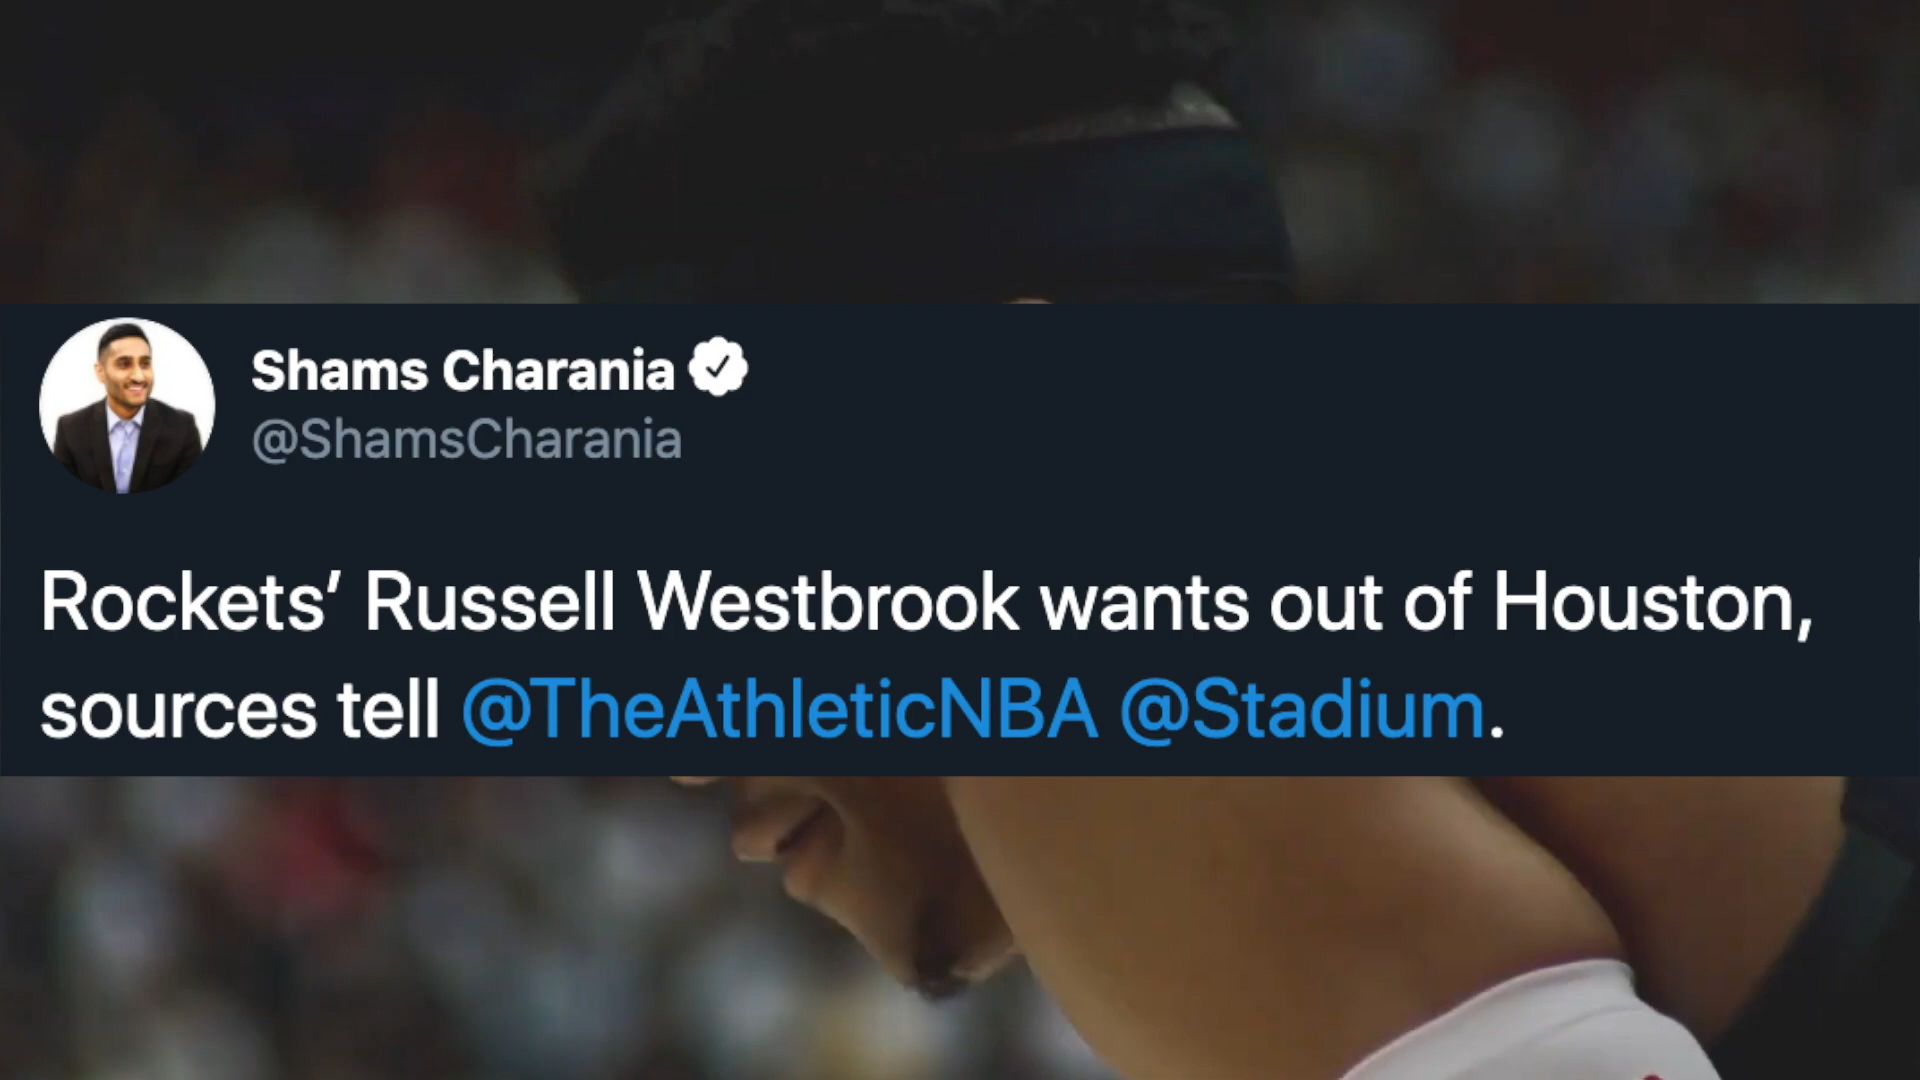 Shams Charania
@ShamsCharania
Rockets’ Russell Westbrook wants out of Houston,
sources tell @TheAthleticNBA @Stadium.